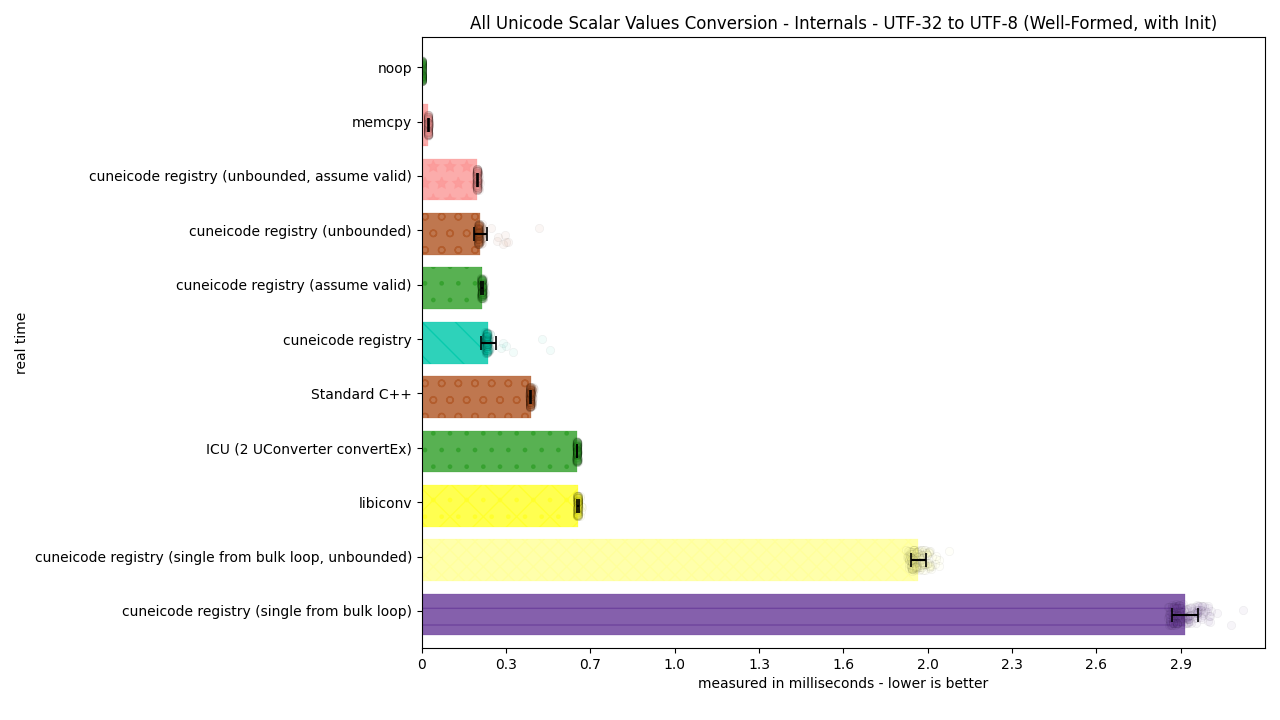 All Unicode Scalar Values Conversion - Internals - UTF-32 to UTF-8 (Well-Formed, with Init)
noop
memcpy
cuneicode registry (unbounded, assume valid)
cuneicode registry (unbounded)
cuneicode registry (assume valid)
cuneicode registry
Standard C++
ICU (2 UConverter convertEx)
libiconv
cuneicode registry (single from bulk loop, unbounded)
cuneicode registry (single from bulk loop)
real time
0 0.3 0.7 1.0 1.3 1.6 2.0 2.3 2.6 2.9
measured in milliseconds - lower is better